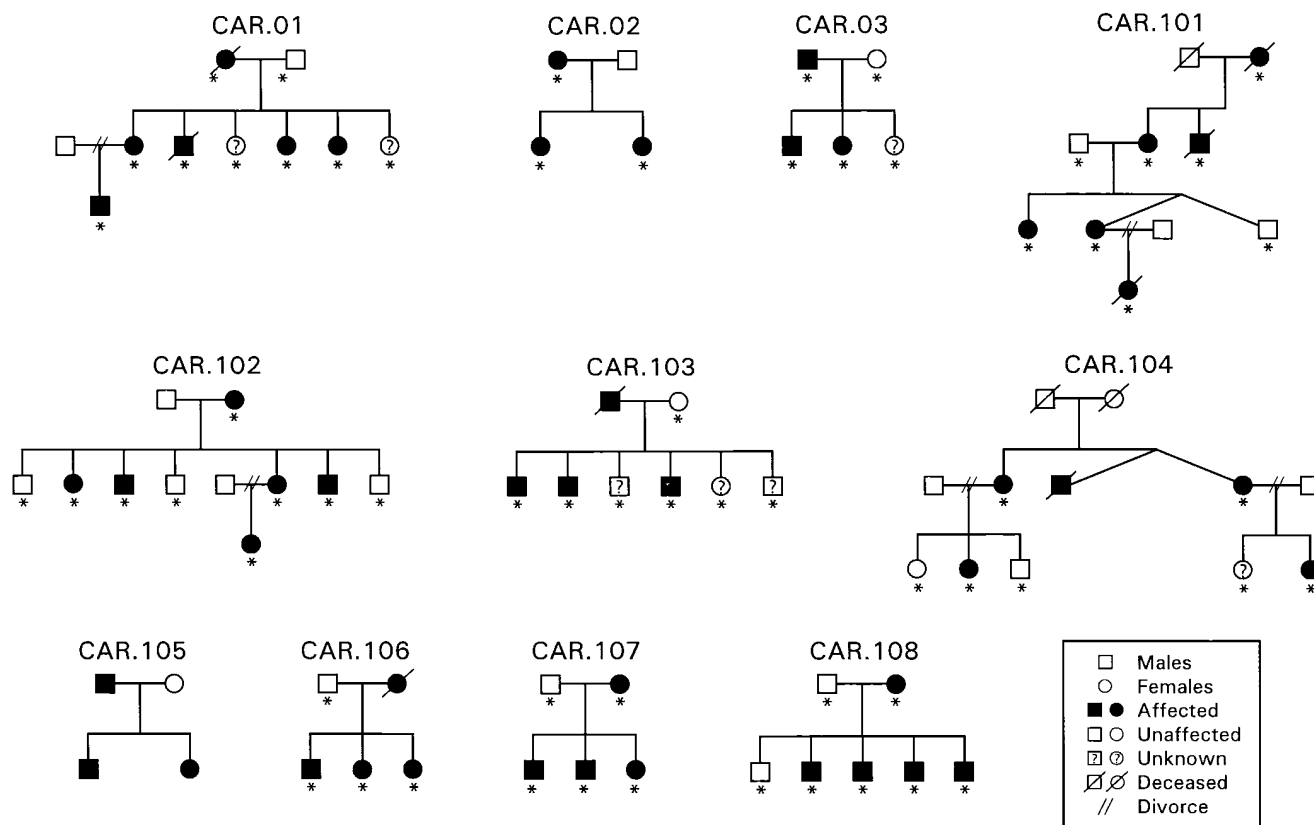 CAR.01
CAR.02
CAR.03
CAR.101
* *
? ?
* * * * * *
*
*
* *
* *
?
* * *
*
* * *
* * *
*
CAR.102
CAR.103
CAR.104
*
*
? ? ?
* * * * * * * *
* * * * * *
* *
*
?
* * * * *
CAR.105
CAR.106
CAR.107
CAR.108
* * * * * *
* * * * * * * * * * *
Males
Females
Affected
Unaffected
? ? Unknown
Deceased
// Divorce